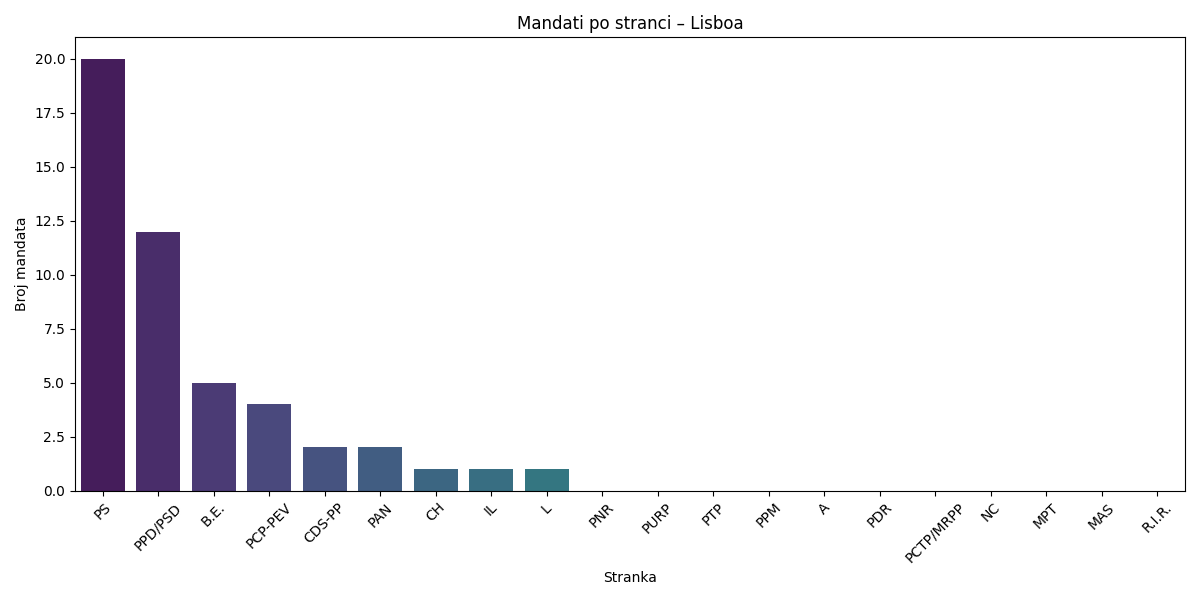 Mandati po stranci – Lisboa
Broj mandata
20.0
17.5
15.0
12.5
10.0
7.5
5.0
2.5
0.0
PS
PPD/PSD
B.E.
PCP-PEV
CDS-PP
PAN
CH
IL
L
PNR
PURP
PTP
PPM
A
PDR
PCTP/MRPP
NC
MPT
MAS
R.I.R.
Stranka